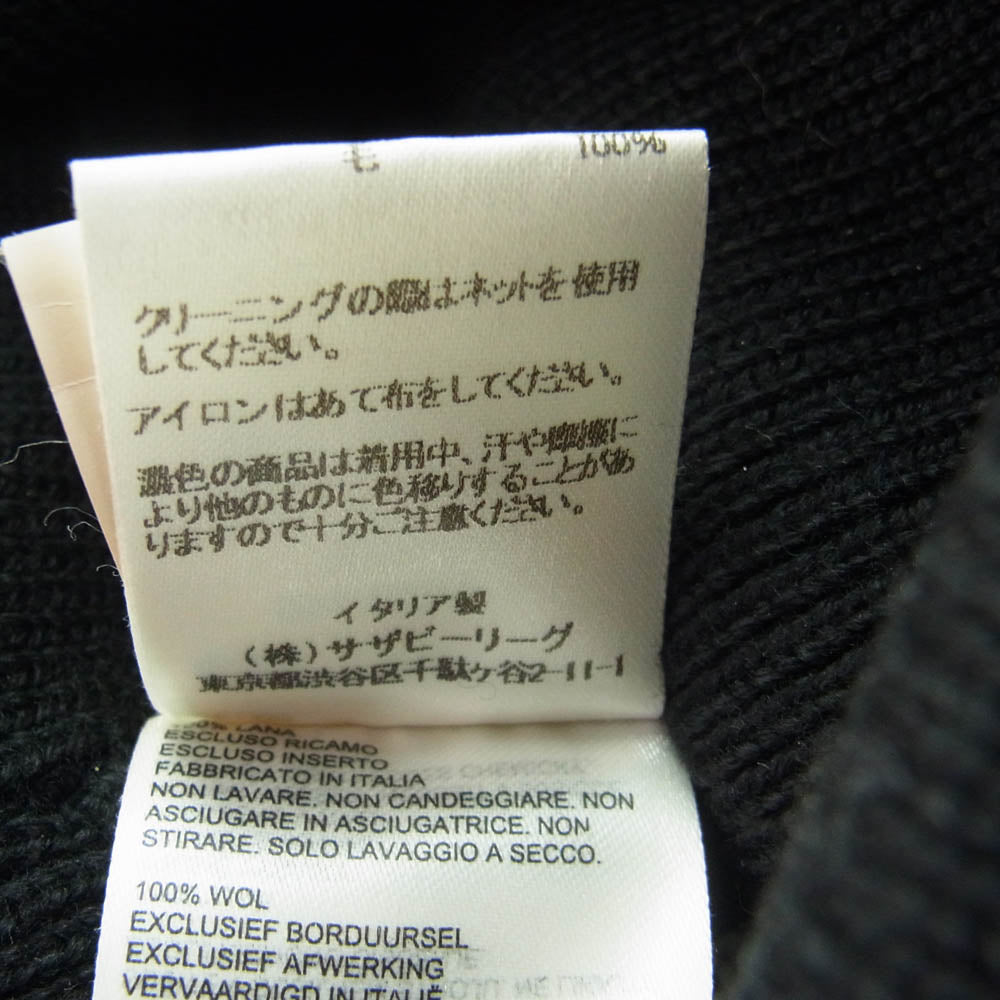 毛 100%
クリーニングの際はネットを使用
してください。
アイロンはあて布をしてください。
濃色の商品は着用中、汗や摩擦に
より他のものに色移りすることがあ
りますので十分ご注意ください。
イタリア製
(株)サザビーリーグ
東京都渋谷区千駄ヶ谷2-11-1
100% LANA
ESCLUSO RICAMO
ESCLUSO INSERTO
FABBRICATO IN ITALIA
NON LAVARE. NON CANDEGGIARE. NON
ASCIUGARE IN ASCIUGATRICE. NON
STIRARE. SOLO LAVAGGIO A SECCO.
100% WOL
EXCLUSIEF BORDUURSEL
EXCLUSIEF AFWERKING
VERVAARDIGD IN ITALIË